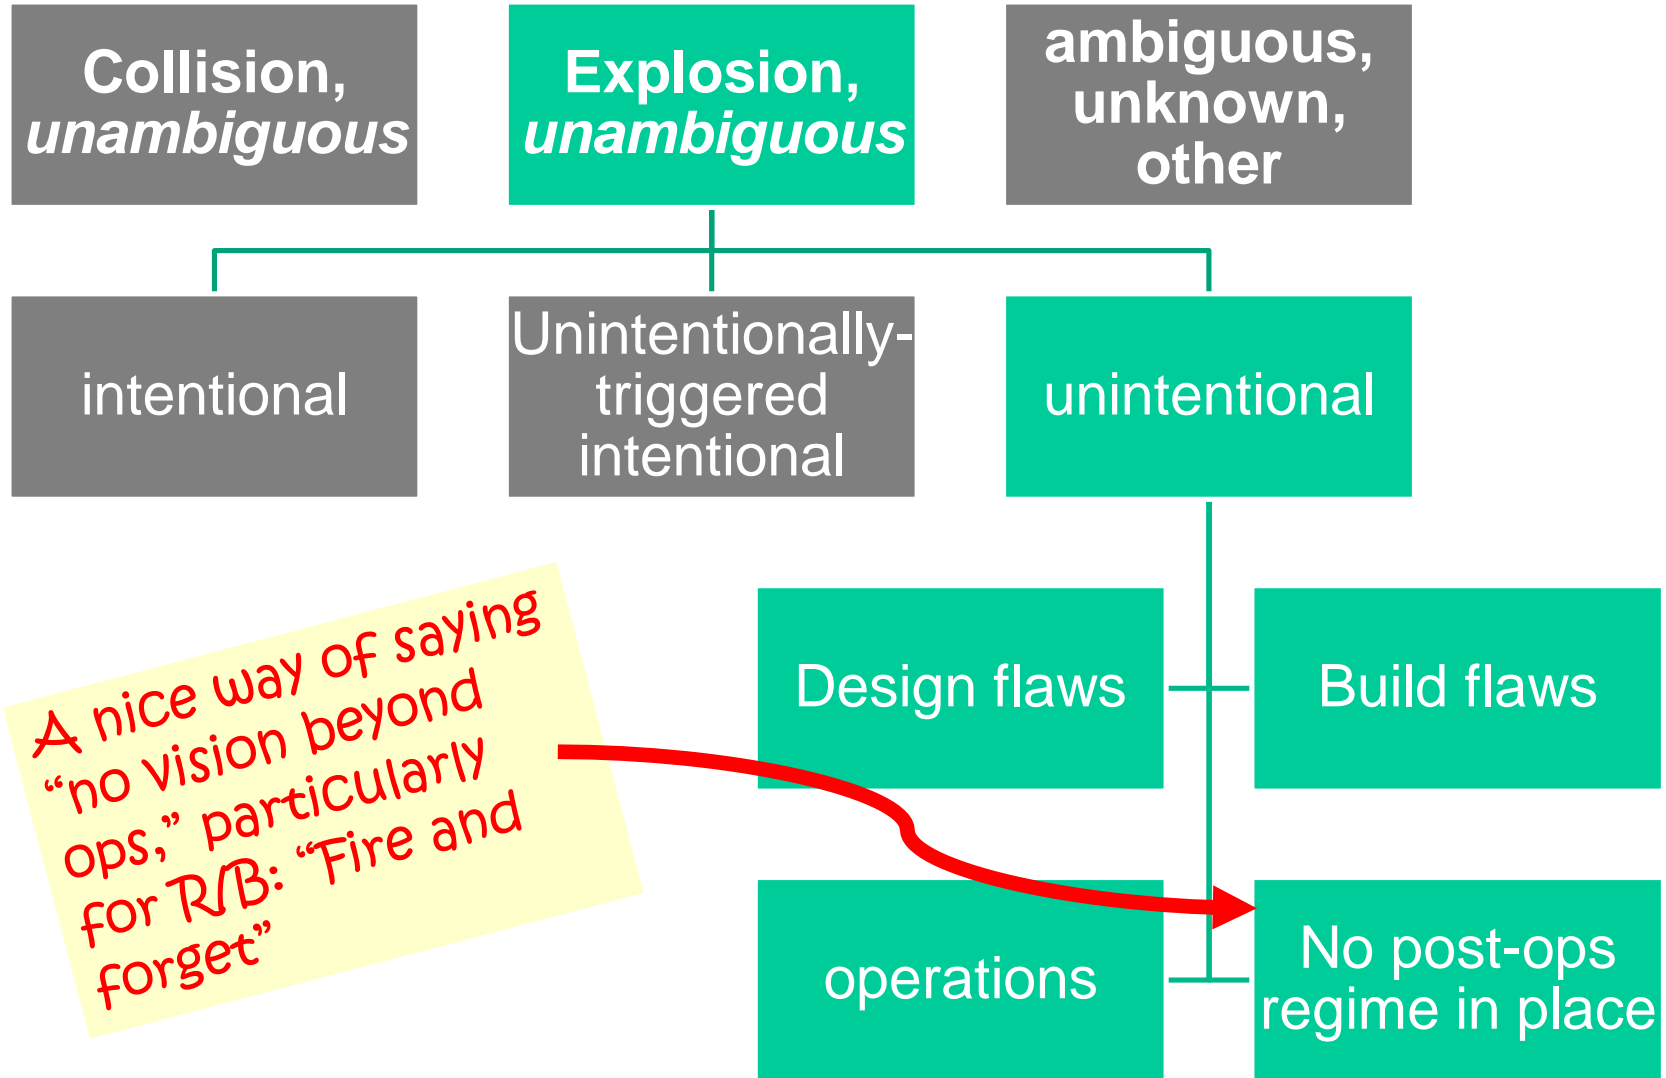 Collision,
unambiguous
Explosion,
unambiguous
ambiguous,
unknown,
other
intentional
Unintentionally-
triggered
intentional
unintentional
A nice way of saying
“no vision beyond
ops,” particularly
for R/B: “Fire and
forget”
Design flaws
Build flaws
operations
No post-ops
regime in place